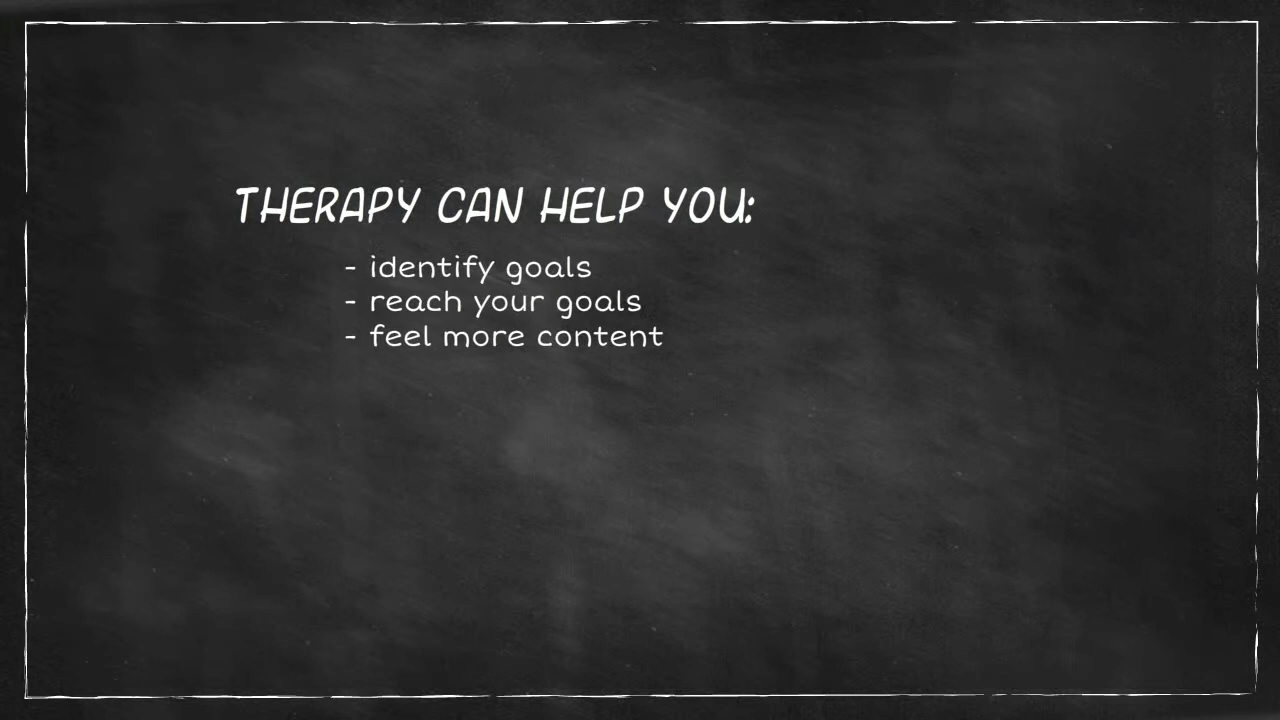 THERAPY CAN HELP YOU:
- identify goals
- reach your goals
- feel more content